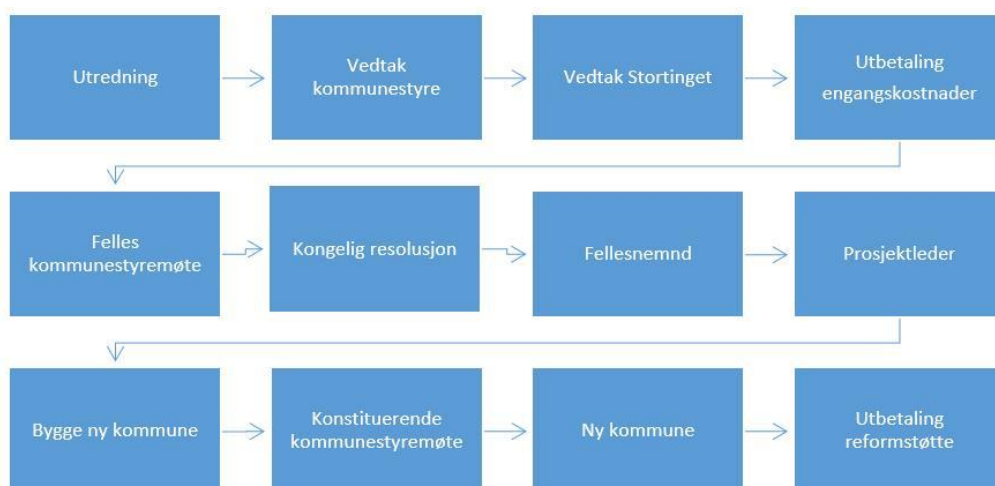 Utredning
Vedtak
kommunestyre
Vedtak Stortinget
Utbetaling
engangskostnader
Felles
kommunestyremøte
Kongelig resolusjon
Fellesnemnd
Prosjektleder
Bygge ny kommune
Konstituerende
kommunestyremøte
Ny kommune
Utbetaling
reformstøtte